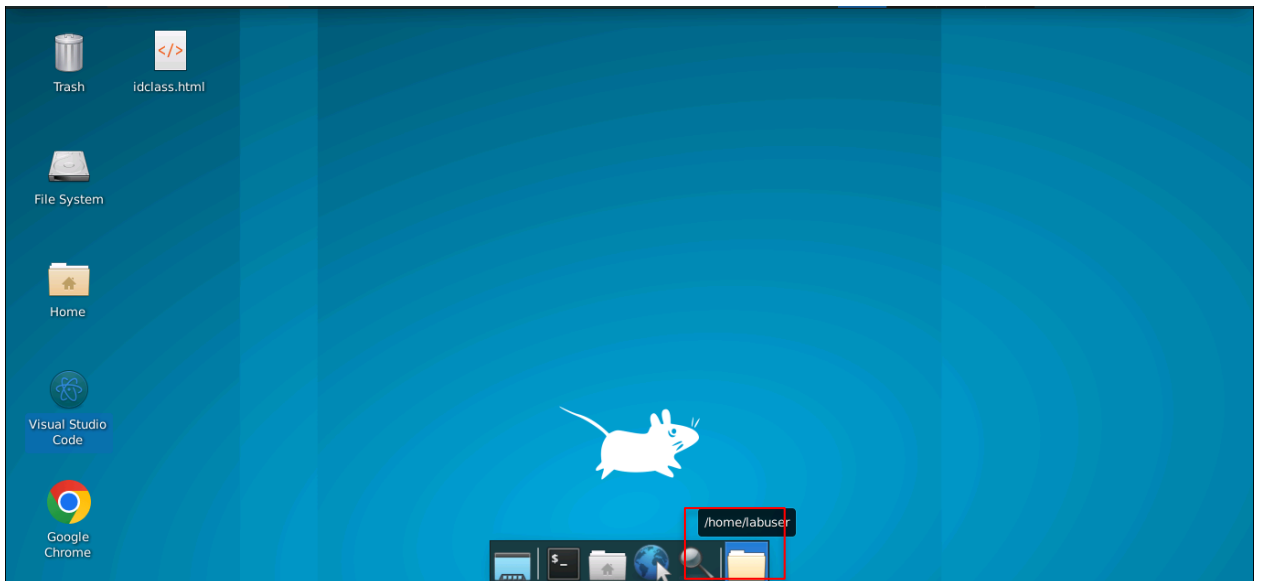 Trash
idclass.html
</>
File System
Home
Visual Studio
Code
Google
Chrome
/home/labuser
$_